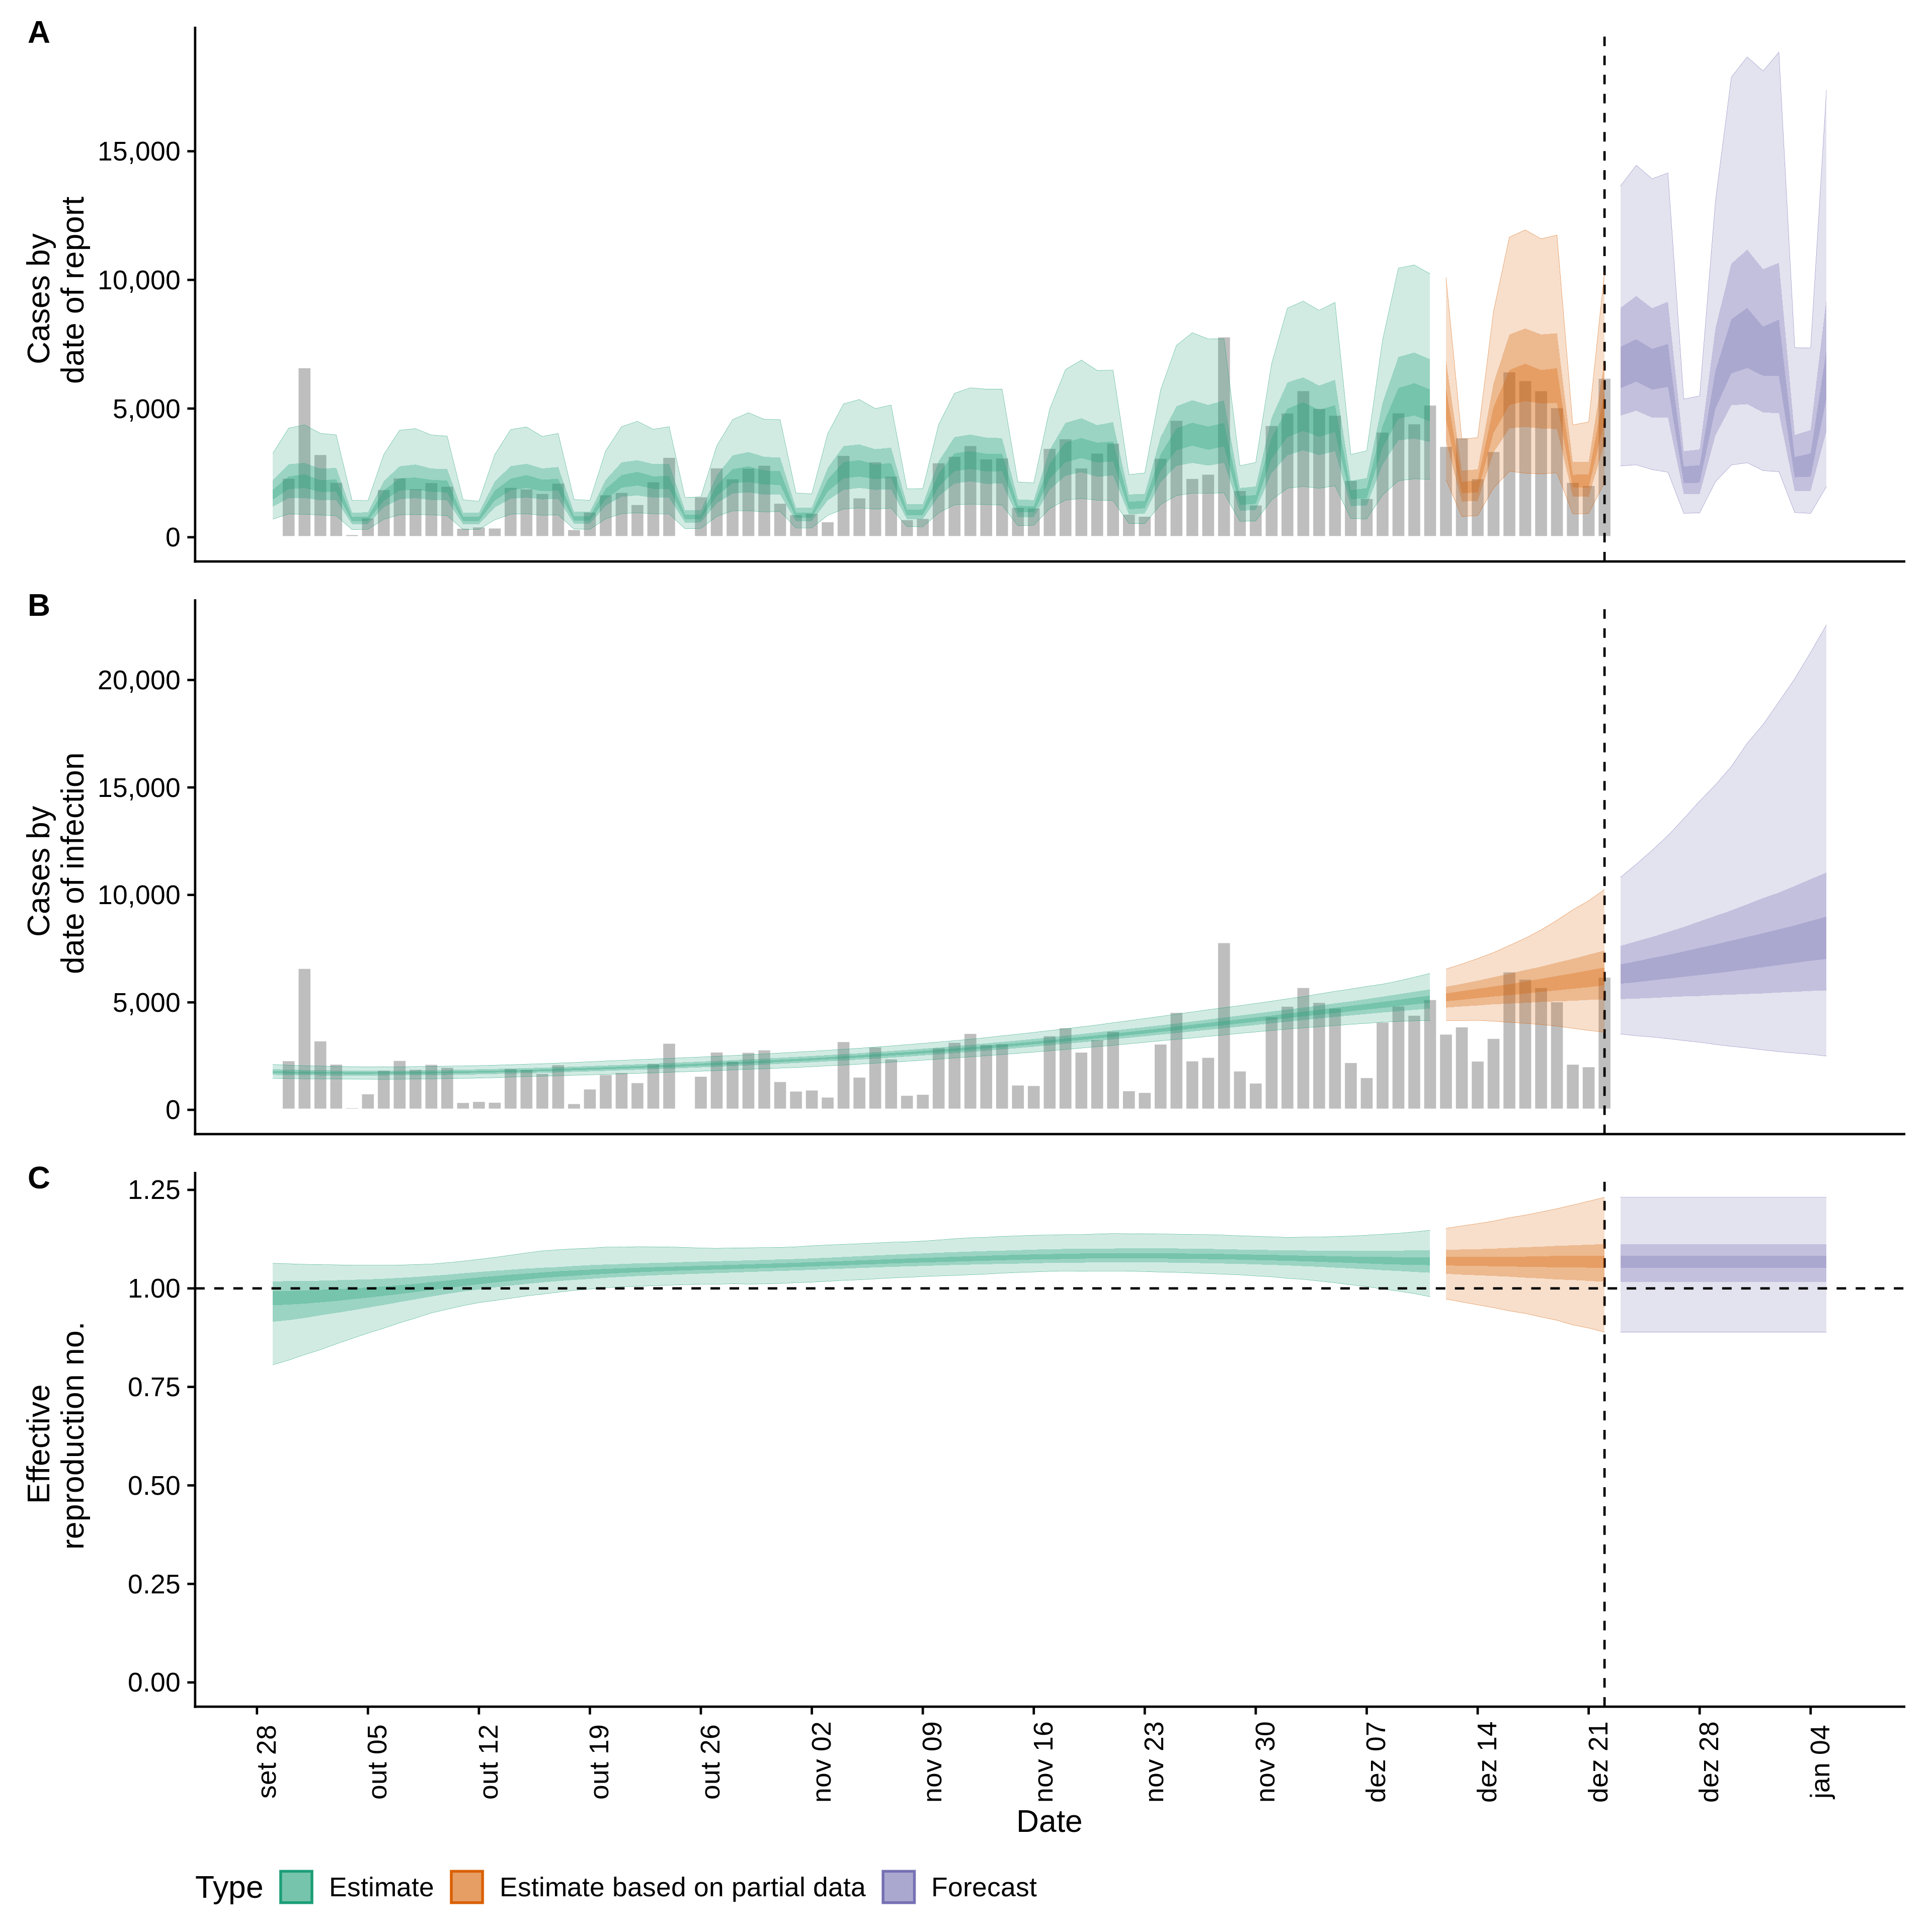 A
Cases by
date of report
15,000
10,000
5,000
0
B
Cases by
date of infection
20,000
15,000
10,000
5,000
0
C
Effective
reproduction no.
1.25
1.00
0.75
0.50
0.25
0.00
set 28
out 05
out 12
out 19
out 26
nov 02
nov 09
nov 16
nov 23
nov 30
dez 07
dez 14
dez 21
dez 28
jan 04
Date
Type Estimate Estimate based on partial data Forecast